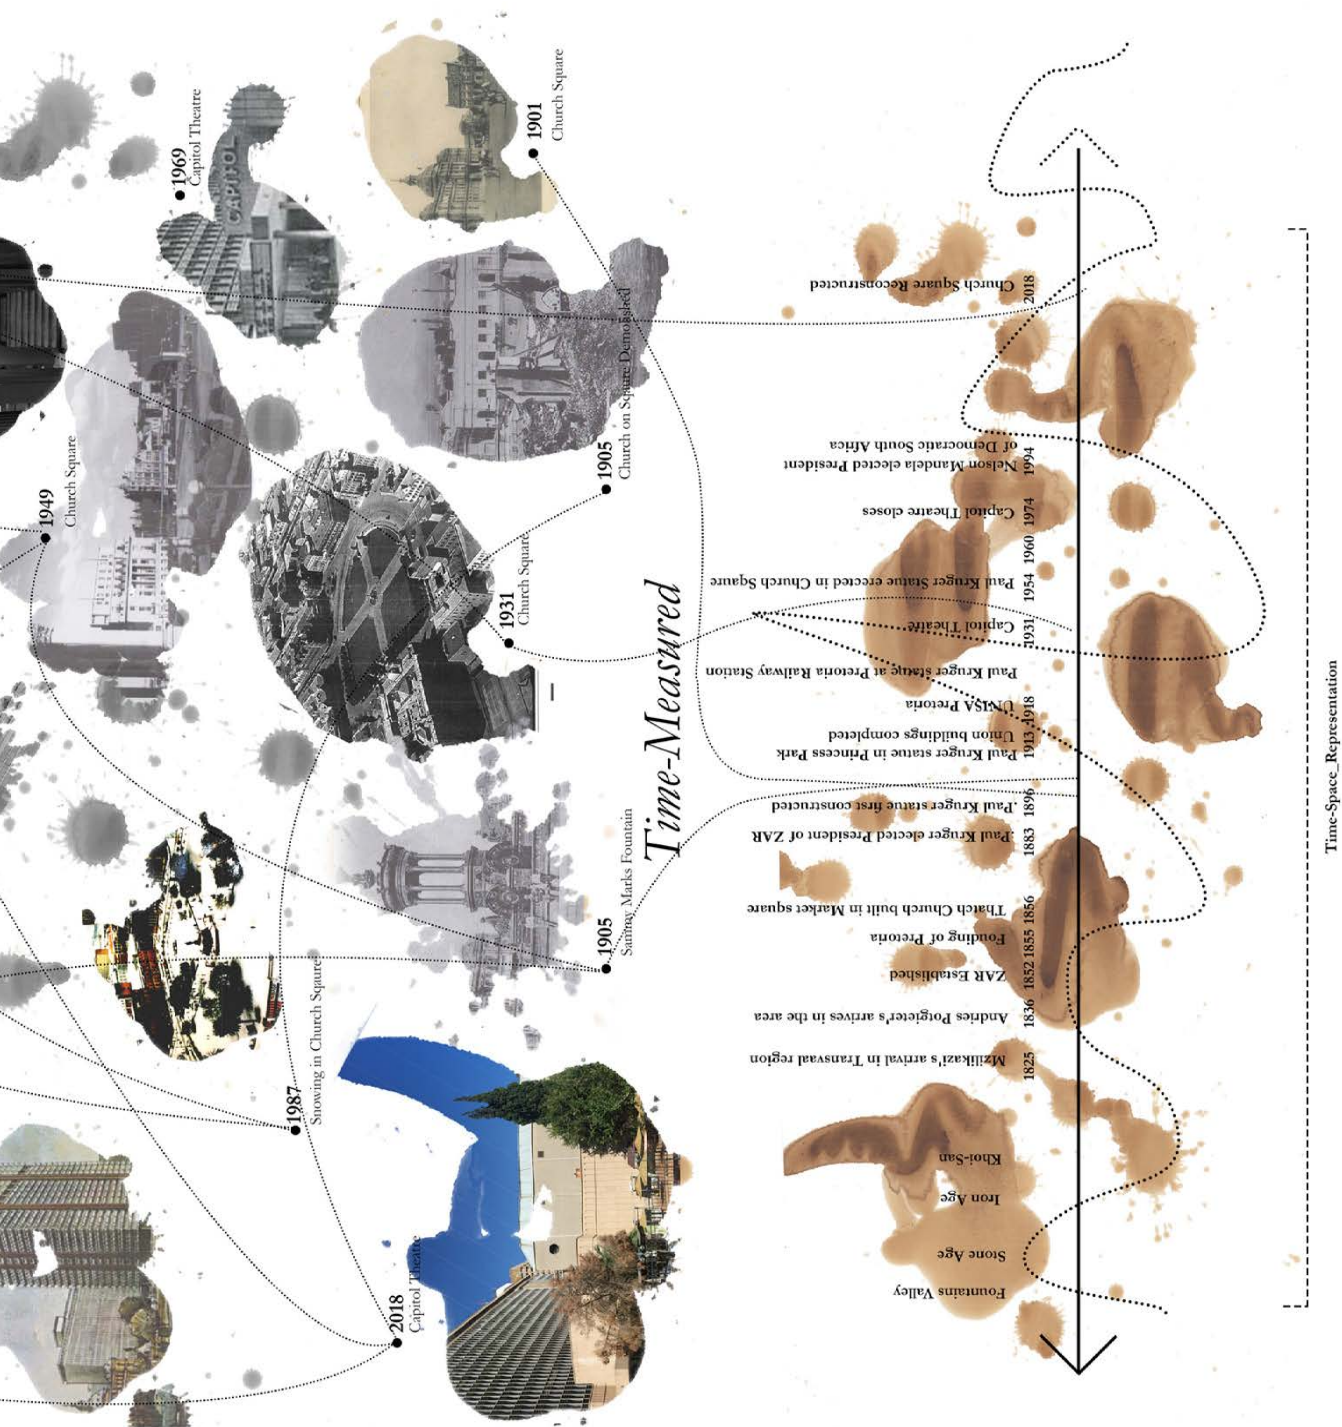 1969
Capitol Theatre
CAPITOL
1901
Church Square
1949
Church Square
1905
Church on Square Demolished
1931
Church Square
1905
Sammy Marks Fountain
1987
Snowing in Church Sqaure
2018
Capitol Theatre
Time-Measured
2018
Church Square Reconstructed
1994
Nelson Mandela elected President
of Democratic South Africa
1974
Capitol Theatre closes
1960
1954
Paul Kruger Statue erected in Church Sqaure
1931
Capitol Theatre
Paul Kruger statue at Pretoria Railway Station
1918
UNISA Pretoria
1913
Union buildings completed
Paul Kruger statue in Princess Park
1896
Paul Kruger statue first constructed
1883
Paul Kruger elected President of ZAR
1856
Thatch Church built in Market square
1855
Fouding of Pretoria
1852
ZAR Established
1836
Andries Potgieter's arrives in the area
1825
Mzilikazi's arrival in Transvaal region
Khoi-San
Iron Age
Stone Age
Fountains Valley
Time-Space_Representation